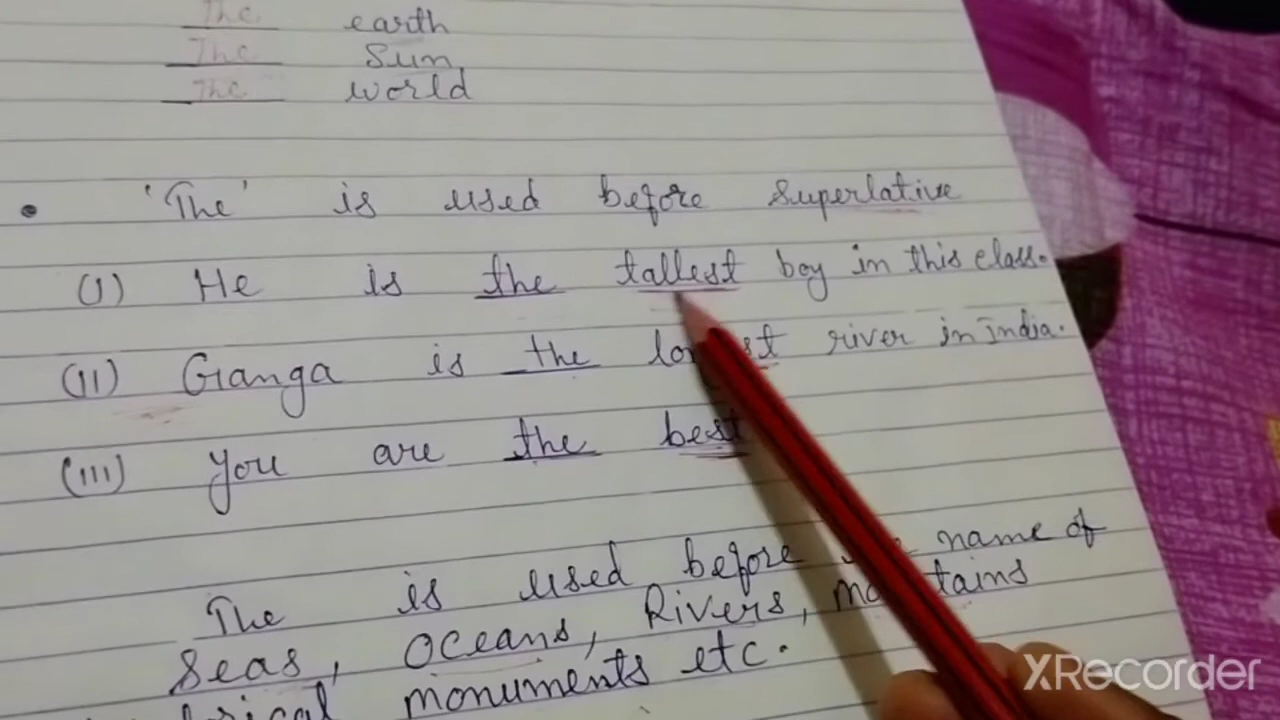 The earth
The Sun
The world
• 'The' is used before superlative
(I) He is the tallest boy in this class.
(II) Ganga is the river in India.
(III) You are the best
The is used before name of
Seas, Oceans, Rivers,
monuments etc.
XRecorder